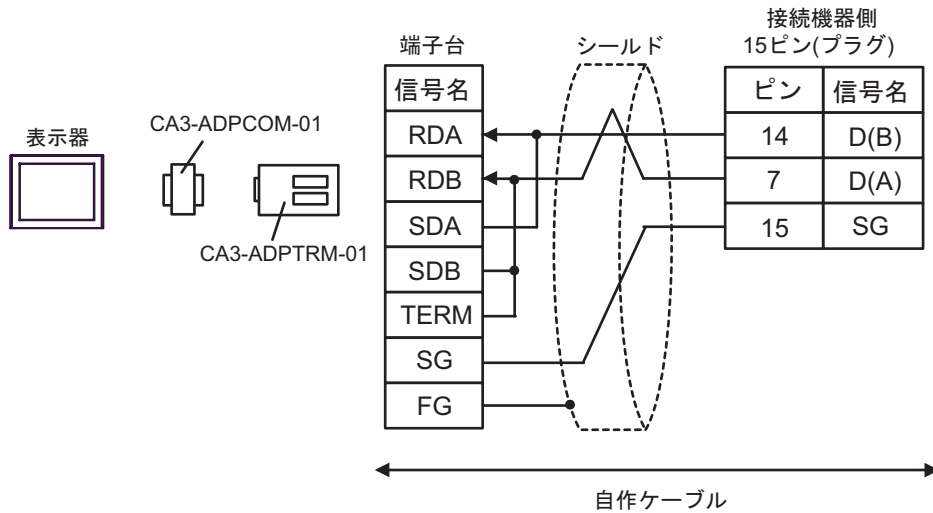 表示器
CA3-ADPCOM-01
CA3-ADPTRM-01
端子台
信号名
RDA
RDB
SDA
SDB
TERM
SG
FG
シールド
接続機器側
15ピン(プラグ)
ピン 信号名
14 D(B)
7 D(A)
15 SG
自作ケーブル